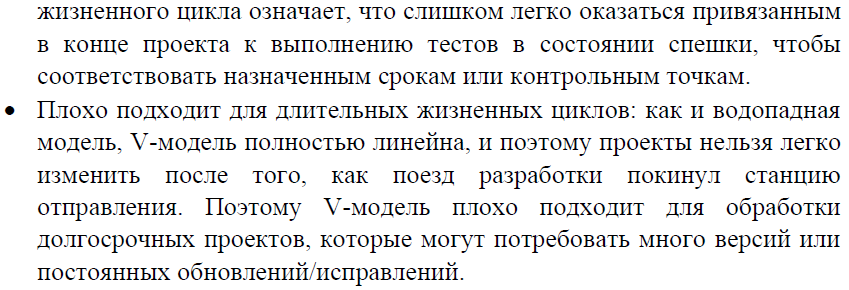 жизненного цикла означает, что слишком легко оказаться привязанным
в конце проекта к выполнению тестов в состоянии спешки, чтобы
соответствовать назначенным срокам или контрольным точкам.
• Плохо подходит для длительных жизненных циклов: как и водопадная
модель, V-модель полностью линейна, и поэтому проекты нельзя легко
изменить после того, как поезд разработки покинул станцию
отправления. Поэтому V-модель плохо подходит для обработки
долгосрочных проектов, которые могут потребовать много версий или
постоянных обновлений/исправлений.